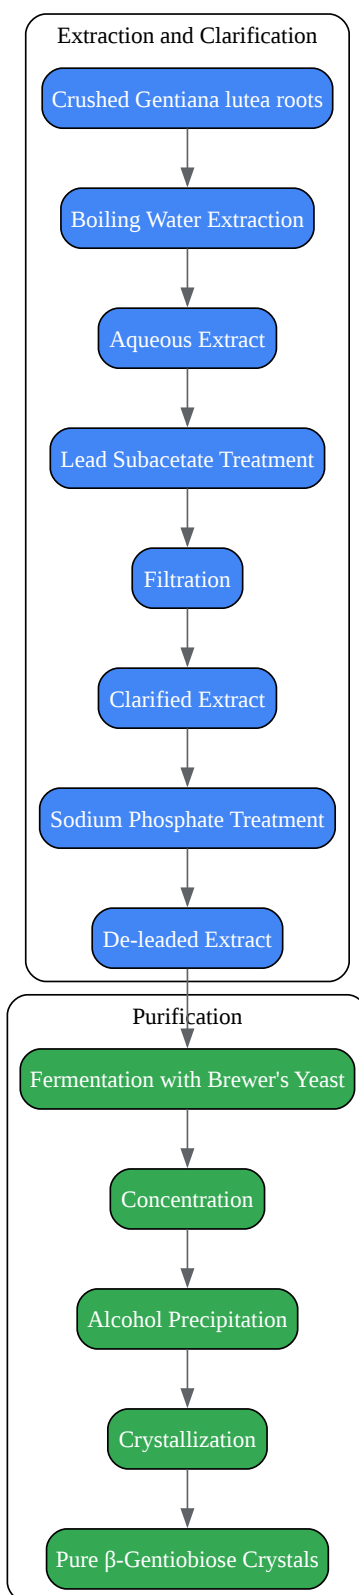 Extraction and Clarification
Crushed Gentiana lutea roots
Boiling Water Extraction
Aqueous Extract
Lead Subacetate Treatment
Filtration
Clarified Extract
Sodium Phosphate Treatment
De-leaded Extract
Purification
Fermentation with Brewer's Yeast
Concentration
Alcohol Precipitation
Crystallization
Pure β-Gentiobiose Crystals